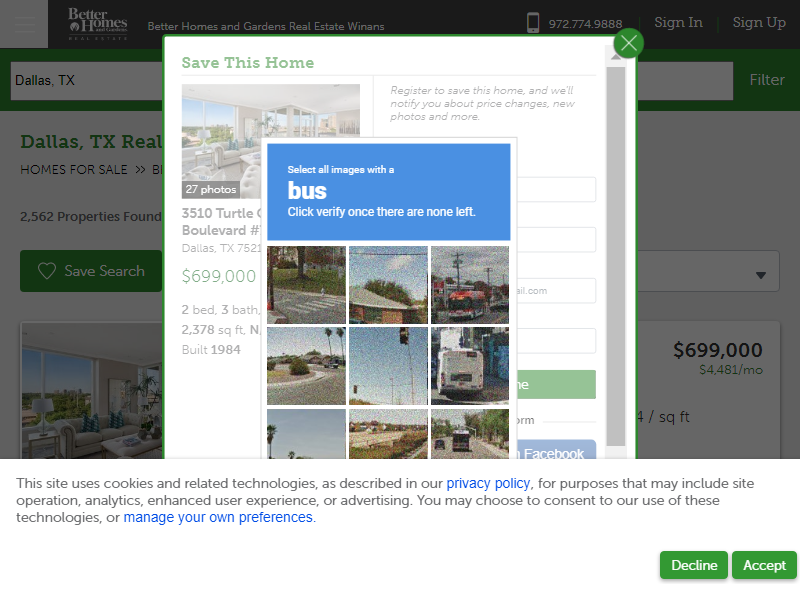 Better
Homes
and Gardens
REAL ESTATE
Better Homes and Gardens Real Estate Winans
972.774.9888
Sign In
Sign Up
Dallas, TX
Filter
Save This Home
Register to save this home, and we'll
notify you about price changes, new
photos and more.
27 photos
3510 Turtle
Boulevard
Dallas, TX 7521
$699,000
2 bed, 3 bath,
2,378 sq ft, N,
Built 1984
Select all images with a
bus
Click verify once there are none left.
ail.com
ne
orm
Facebook
Dallas, TX Real
HOMES FOR SALE >> B
2,562 Properties Found
Save Search
$699,000
$4,481/mo
4 / sq ft
This site uses cookies and related technologies, as described in our privacy policy, for purposes that may include site
operation, analytics, enhanced user experience, or advertising. You may choose to consent to our use of these
technologies, or manage your own preferences.
Decline
Accept